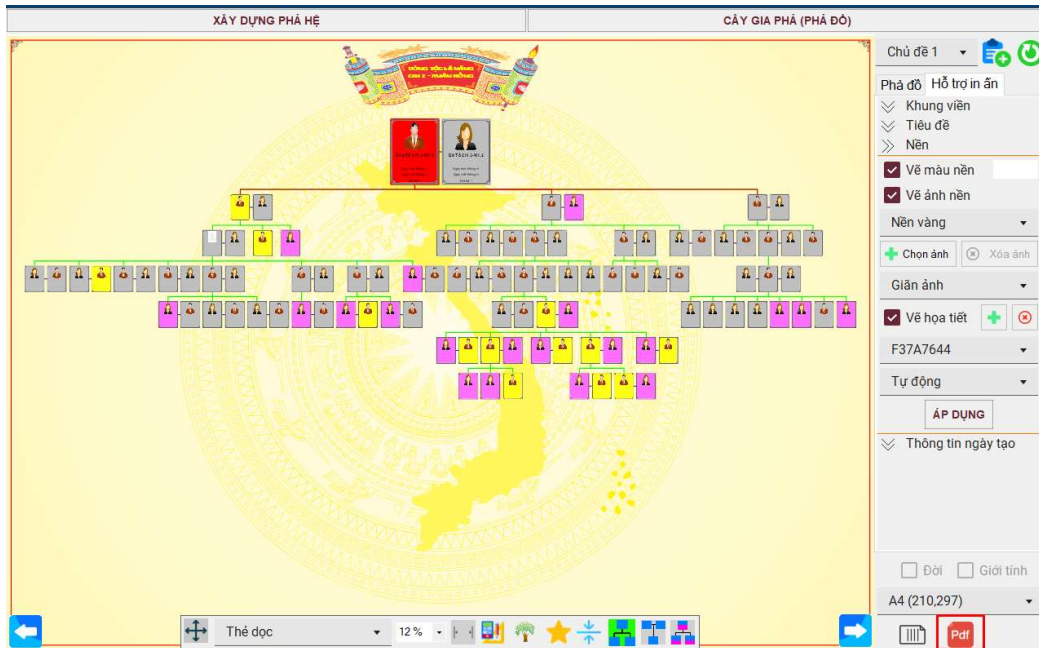 XÂY DỰNG PHẢ HỆ
CÂY GIA PHẢ (PHẢ ĐỒ)
Chủ đề 1
Phả đồ Hỗ trợ in ấn
Khung viền
Tiêu đề
Nền
Vẽ màu nền
Vẽ ảnh nền
Nền vàng
Chọn ảnh Xóa ảnh
Giãn ảnh
Vẽ họa tiết
F37A7644
Tự động
ÁP DỤNG
Thông tin ngày tạo
Đời Giới tính
A4 (210,297)
Thẻ dọc 12 %
Pdf